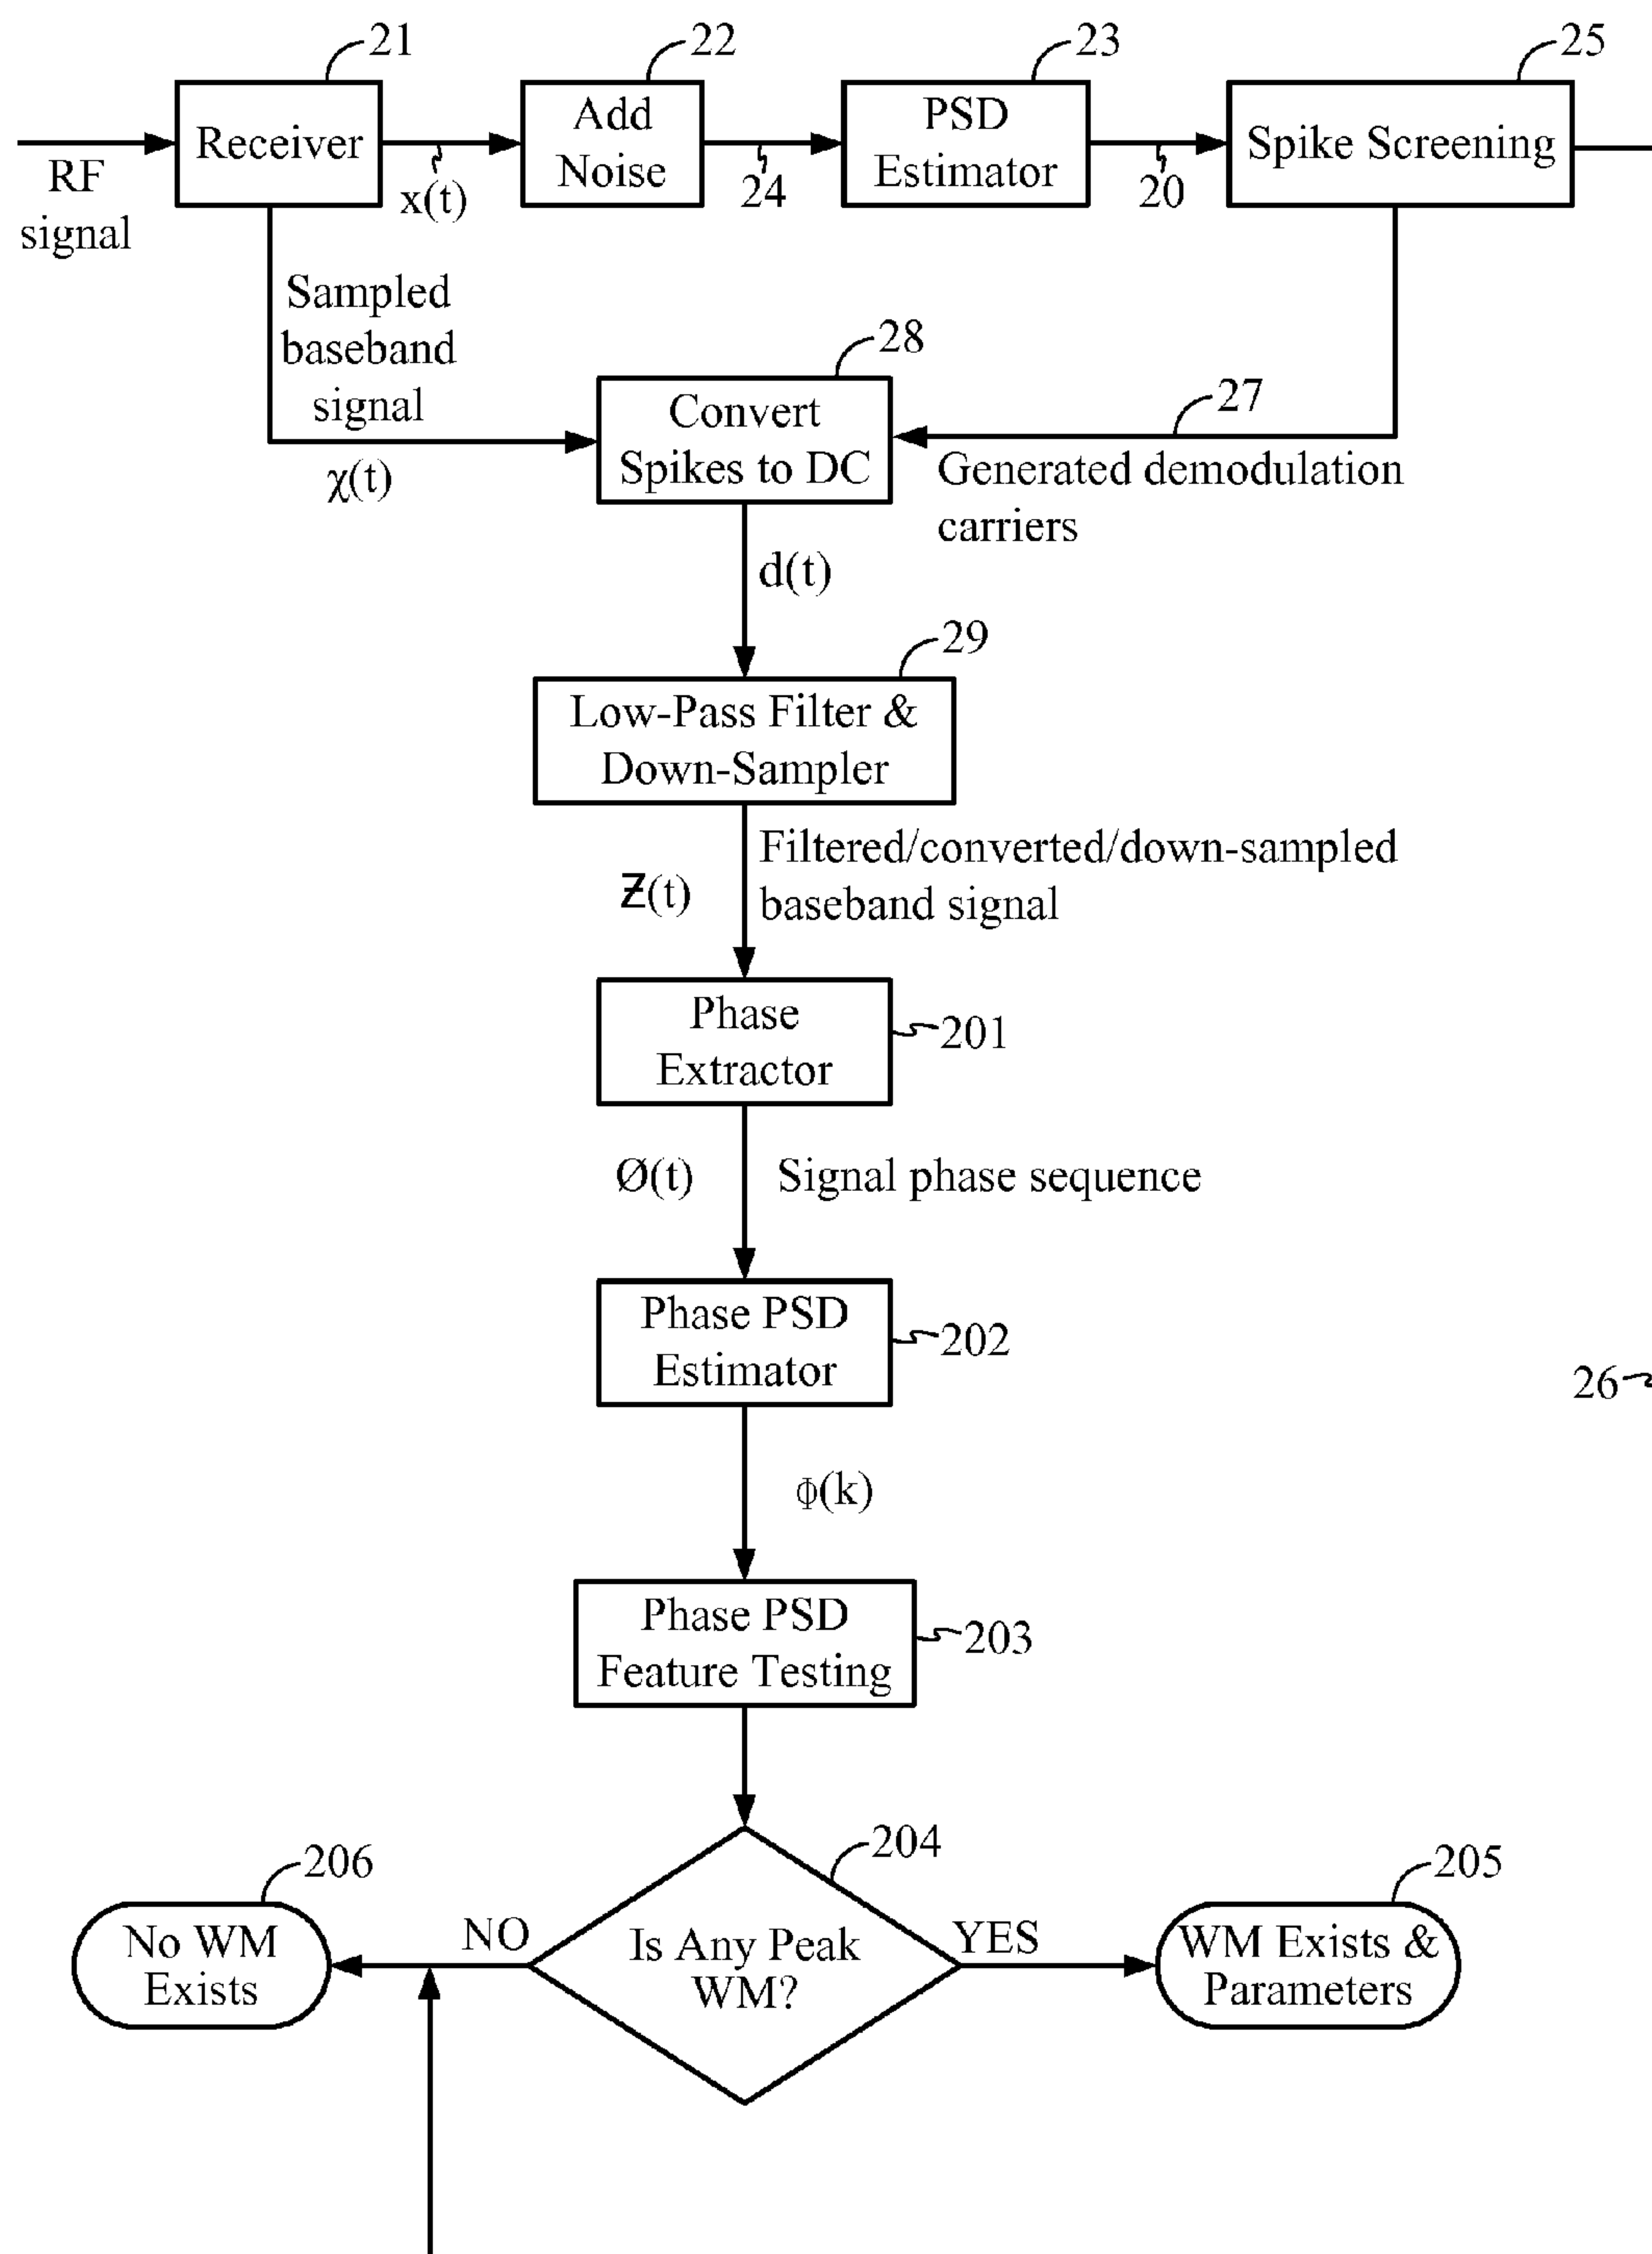 21
22
23
25
Receiver
Add
Noise
PSD
Estimator
Spike Screening
RF
signal
x(t)
24
20
Sampled
baseband
signal
χ(t)
28
Convert
Spikes to DC
27
Generated demodulation
carriers
d(t)
29
Low-Pass Filter &
Down-Sampler
Ƶ(t)
Filtered/converted/down-sampled
baseband signal
Phase
Extractor
201
Ø(t)
Signal phase sequence
Phase PSD
Estimator
202
26
Φ(k)
Phase PSD
Feature Testing
203
204
206
205
No WM
Exists
NO
Is Any Peak
WM?
YES
WM Exists &
Parameters